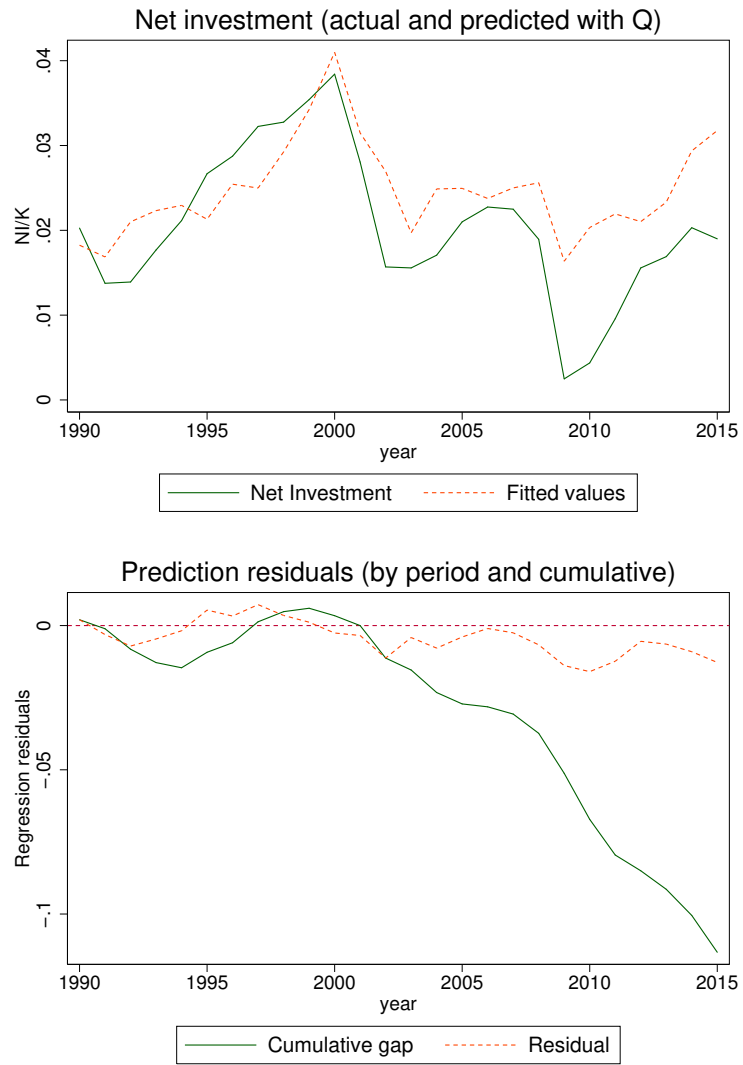 Net investment (actual and predicted with Q)
.04
.03
.02
.01
0
NI/K
1990 1995 2000 2005 2010 2015
year
Net Investment Fitted values
Prediction residuals (by period and cumulative)
0
-.05
-.1
Regression residuals
1990 1995 2000 2005 2010 2015
year
Cumulative gap Residual